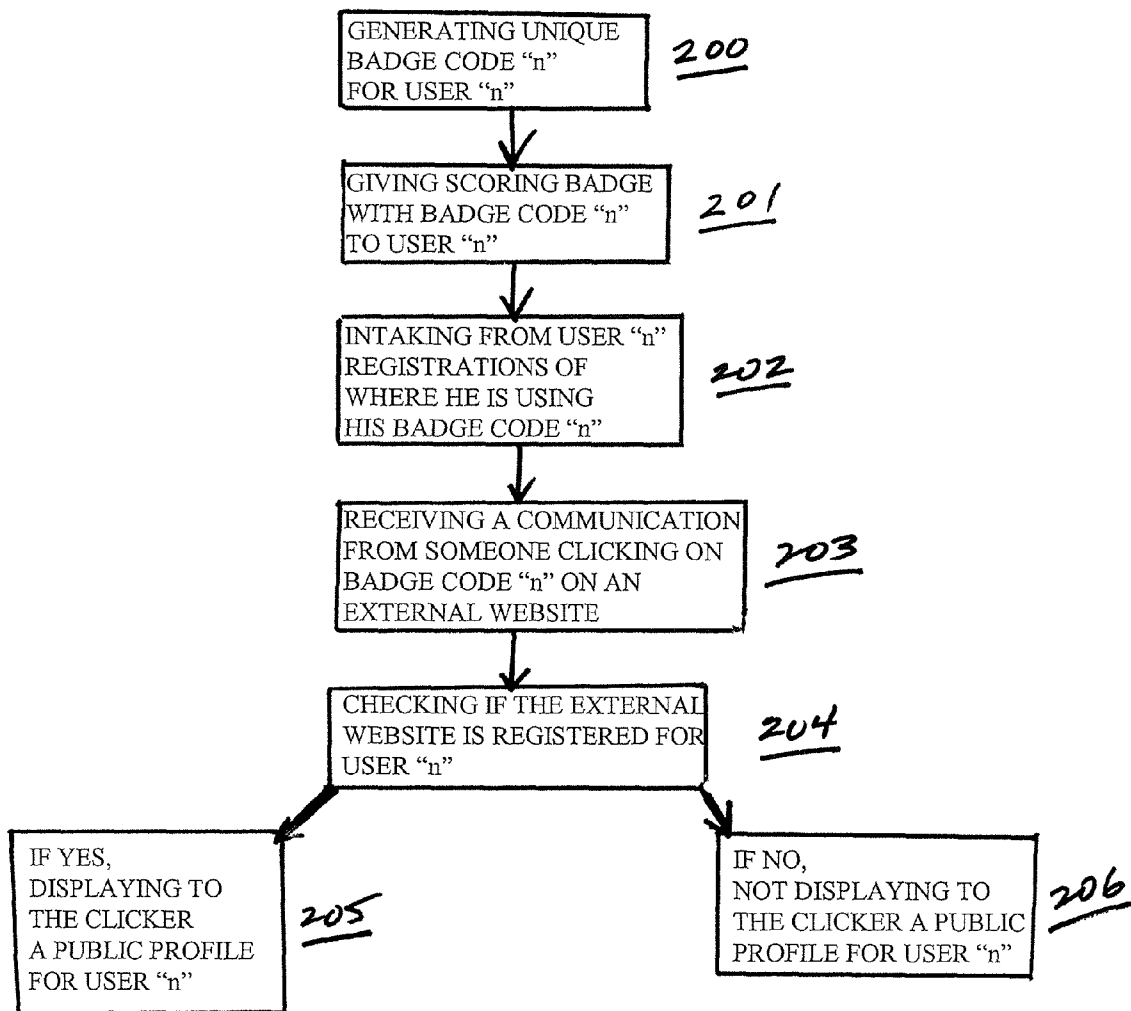 GENERATING UNIQUE
BADGE CODE “n”
FOR USER “n”
200
GIVING SCORING BADGE
WITH BADGE CODE “n”
TO USER “n”
201
INTAKING FROM USER “n”
REGISTRATIONS OF
WHERE HE IS USING
HIS BADGE CODE “n”
202
RECEIVING A COMMUNICATION
FROM SOMEONE CLICKING ON
BADGE CODE “n” ON AN
EXTERNAL WEBSITE
203
CHECKING IF THE EXTERNAL
WEBSITE IS REGISTERED FOR
USER “n”
204
IF YES,
DISPLAYING TO
THE CLICKER
A PUBLIC PROFILE
FOR USER “n”
205
IF NO,
NOT DISPLAYING TO
THE CLICKER A PUBLIC
PROFILE FOR USER “n”
206